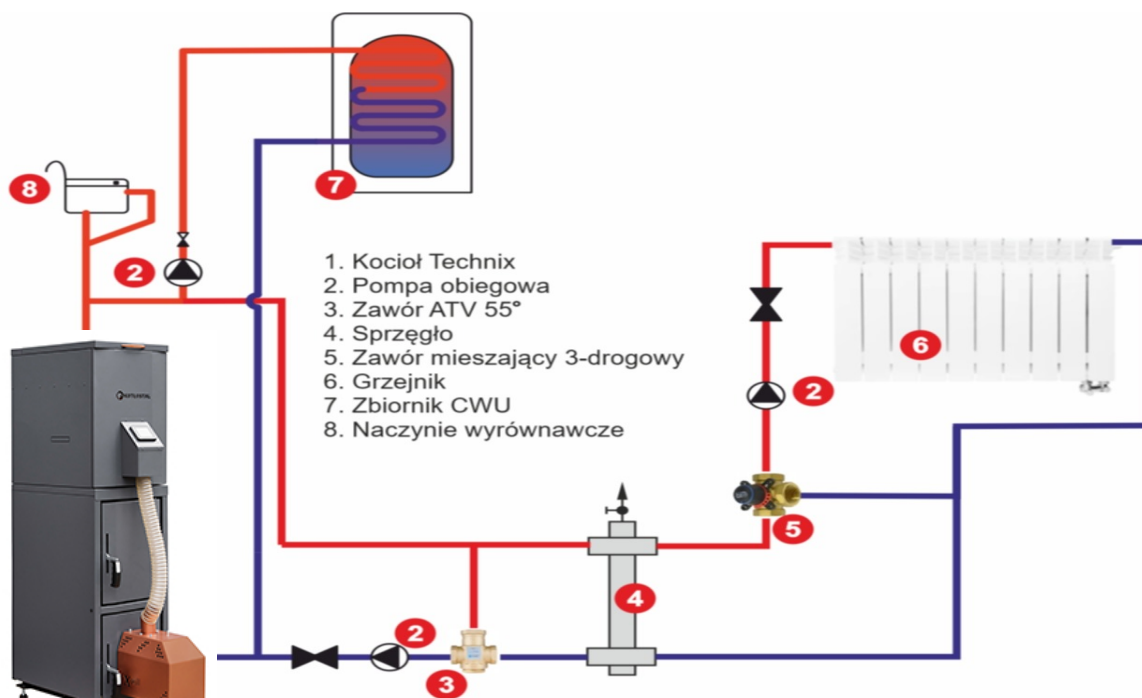 8
7
2
1. Kocioł Technix
2. Pompa obiegowa
3. Zawór ATV 55°
4. Sprzęgło
5. Zawór mieszający 3-drogowy
6. Grzejnik
7. Zbiornik CWU
8. Naczynie wyrównawcze
6
2
5
4
2
3